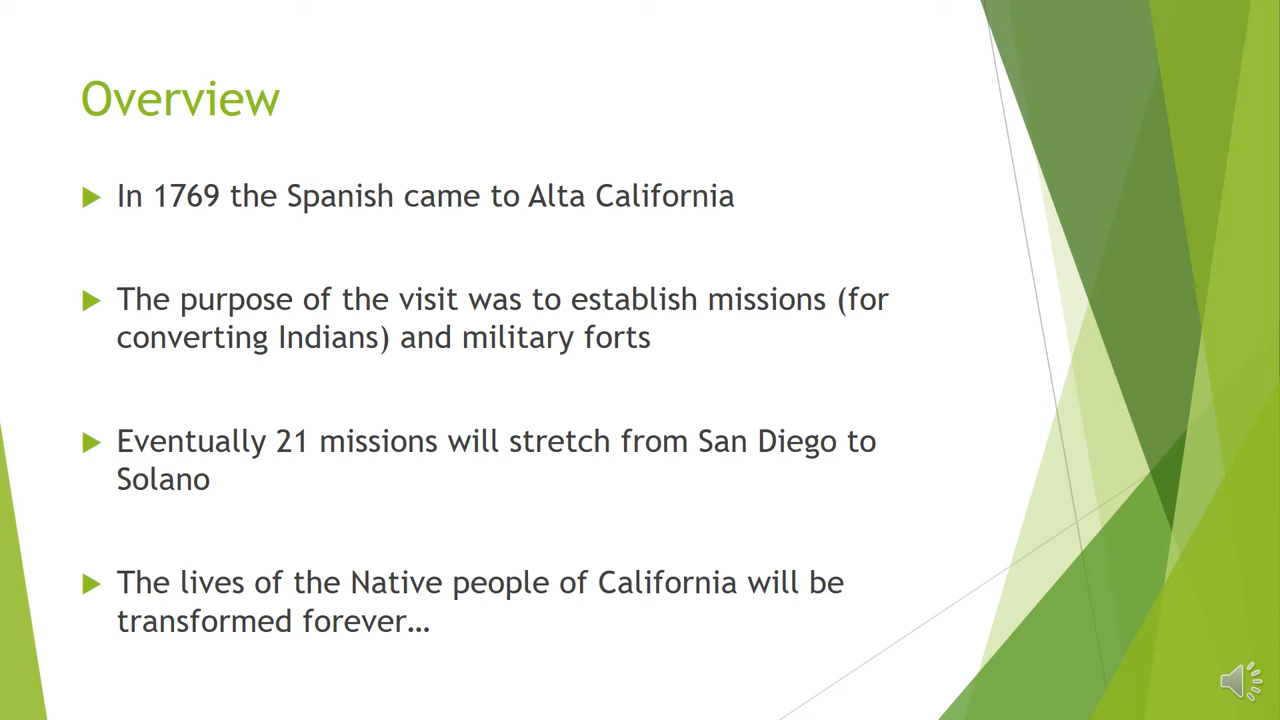 Overview
In 1769 the Spanish came to Alta California
The purpose of the visit was to establish missions (for
converting Indians) and military forts
Eventually 21 missions will stretch from San Diego to
Solano
The lives of the Native people of California will be
transformed forever…